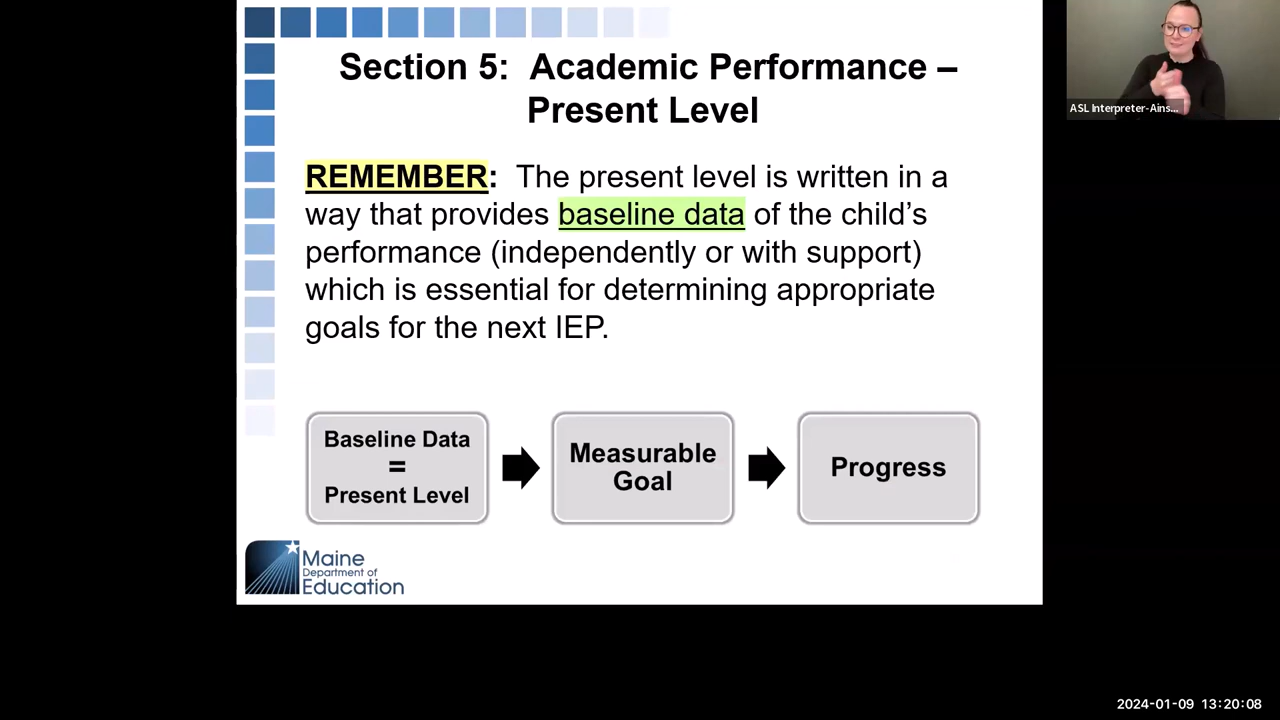 Section 5:  Academic Performance –
Present Level
REMEMBER:  The present level is written in a
way that provides baseline data of the child’s
performance (independently or with support)
which is essential for determining appropriate
goals for the next IEP.
Baseline Data
=
Present Level
Measurable
Goal
Progress
Maine
Department of
Education
ASL Interpreter-Ains...
2024-01-09 13:20:08